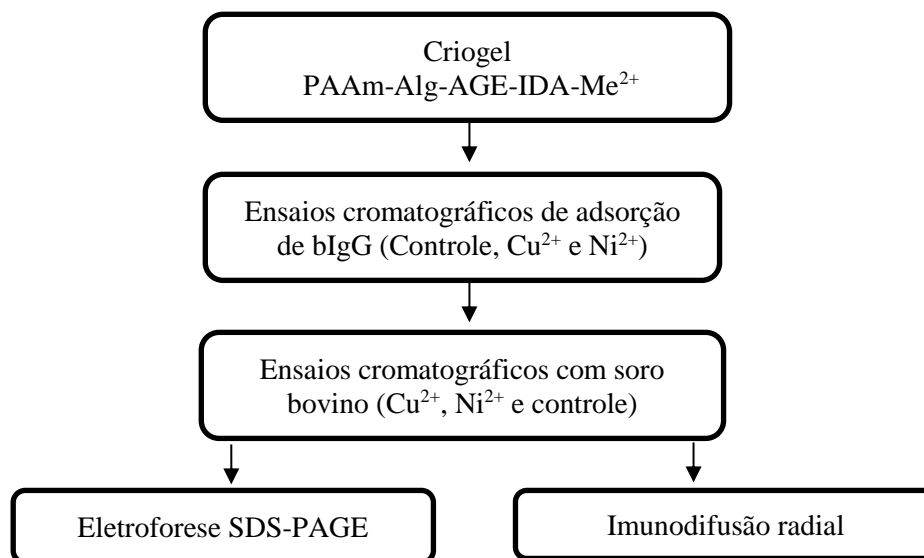 Criogel
PAAm-Alg-AGE-IDA-Me²⁺
Ensaios cromatográficos de adsorção
de bIgG (Controle, Cu²⁺ e Ni²⁺)
Ensaios cromatográficos com soro
bovino (Cu²⁺, Ni²⁺ e controle)
Eletroforese SDS-PAGE
Imunodifusão radial